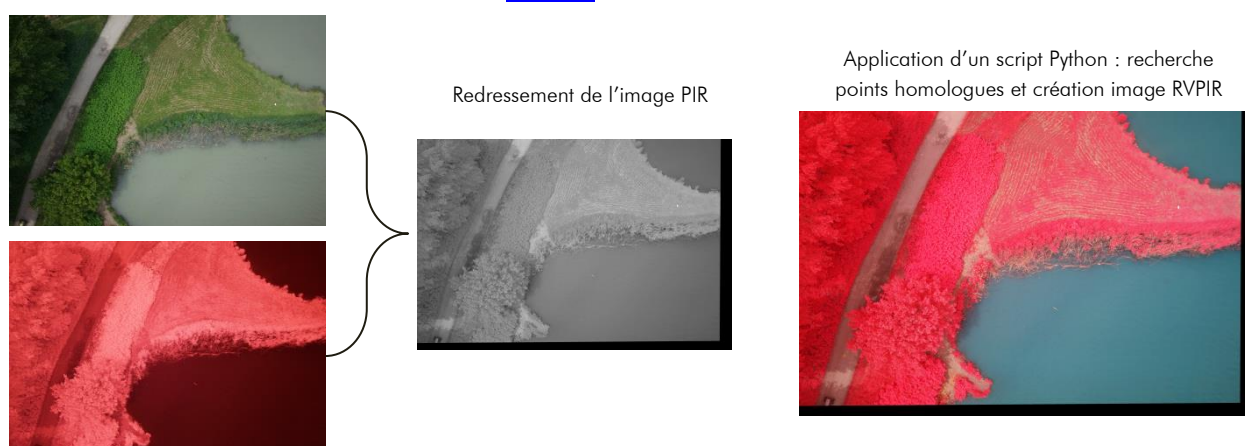 Redressement de l’image PIR
Application d’un script Python : recherche
points homologues et création image RVPIR